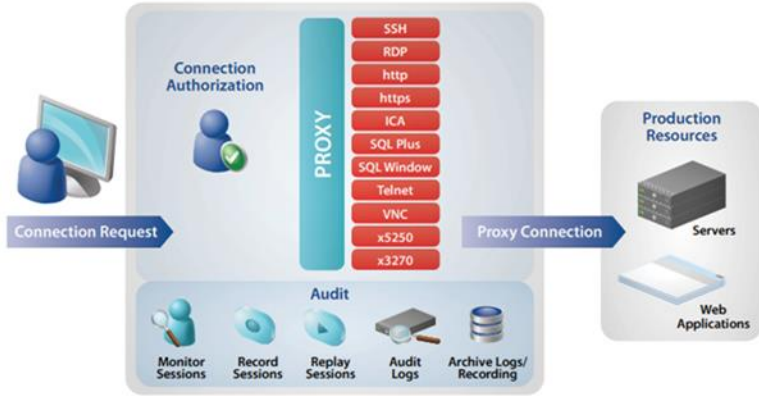 Connection Request
Connection
Authorization
PROXY
SSH
RDP
http
https
ICA
SQL Plus
SQL Window
Telnet
VNC
x5250
x3270
Proxy Connection
Production
Resources
Servers
Web
Applications
Audit
Monitor
Sessions
Record
Sessions
Replay
Sessions
Audit
Logs
Archive Logs/
Recording